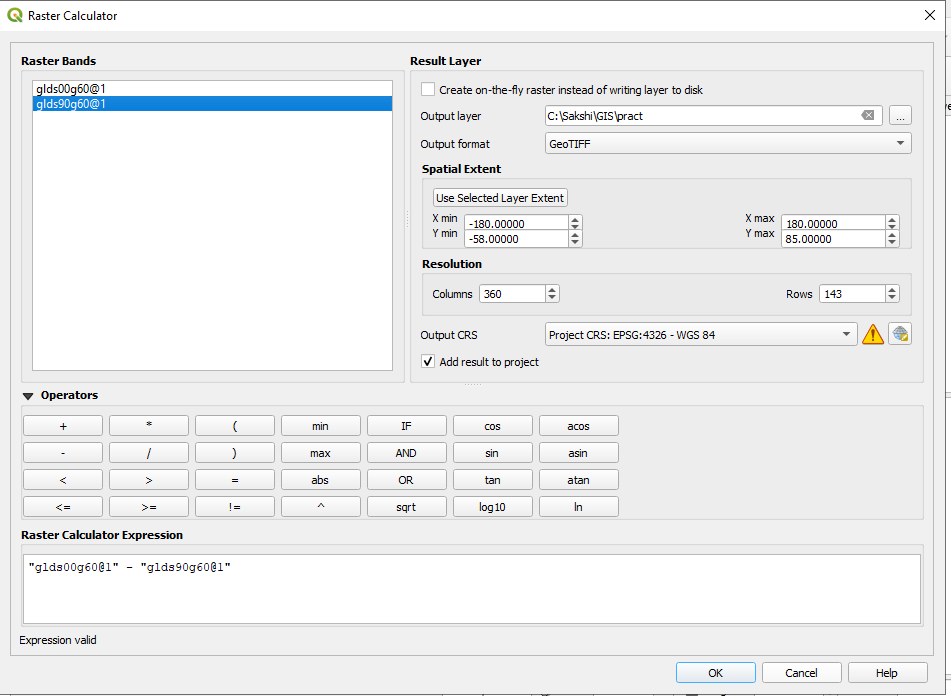 Raster Calculator
Raster Bands
glds00g60@1
glds90g60@1
Result Layer
Create on-the-fly raster instead of writing layer to disk
Output layer C:\Sakshi\GIS\pract ...
Output format GeoTIFF
Spatial Extent
Use Selected Layer Extent
X min -180.00000 X max 180.00000
Y min -58.00000 Y max 85.00000
Resolution
Columns 360 Rows 143
Output CRS Project CRS: EPSG:4326 - WGS 84
Add result to project
Operators
+ * ( min IF cos acos
- / ) max AND sin asin
< > = abs OR tan atan
<= >= != ^ sqrt log10 ln
Raster Calculator Expression
"glds00g60@1" - "glds90g60@1"
Expression valid
OK Cancel Help